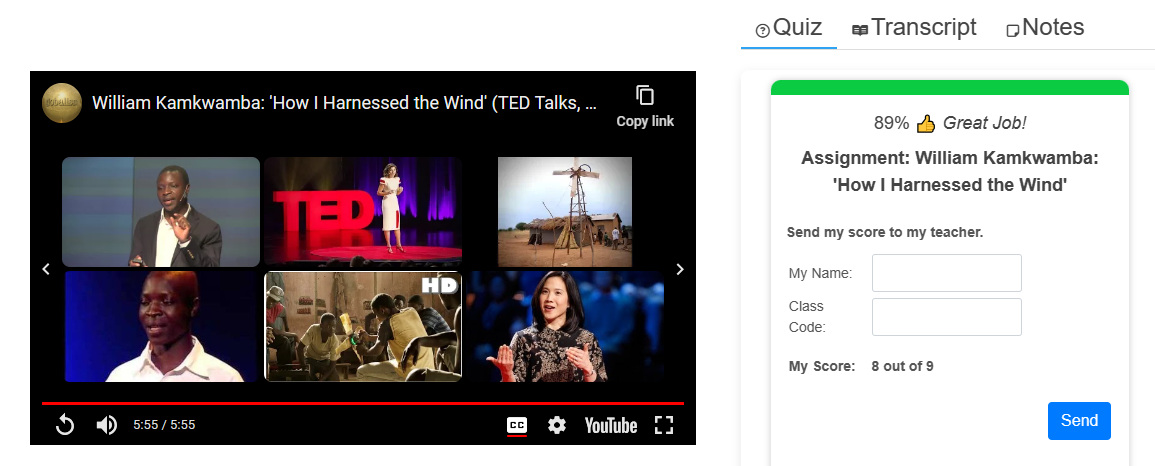 Quiz
Transcript
Notes
William Kamkwamba: 'How I Harnessed the Wind' (TED Talks, ...
Copy link
TED
HD
5:55 / 5:55
CC
YouTube
89% 👍 Great Job!
Assignment: William Kamkwamba:
'How I Harnessed the Wind'
Send my score to my teacher.
My Name:
Class
Code:
My Score: 8 out of 9
Send